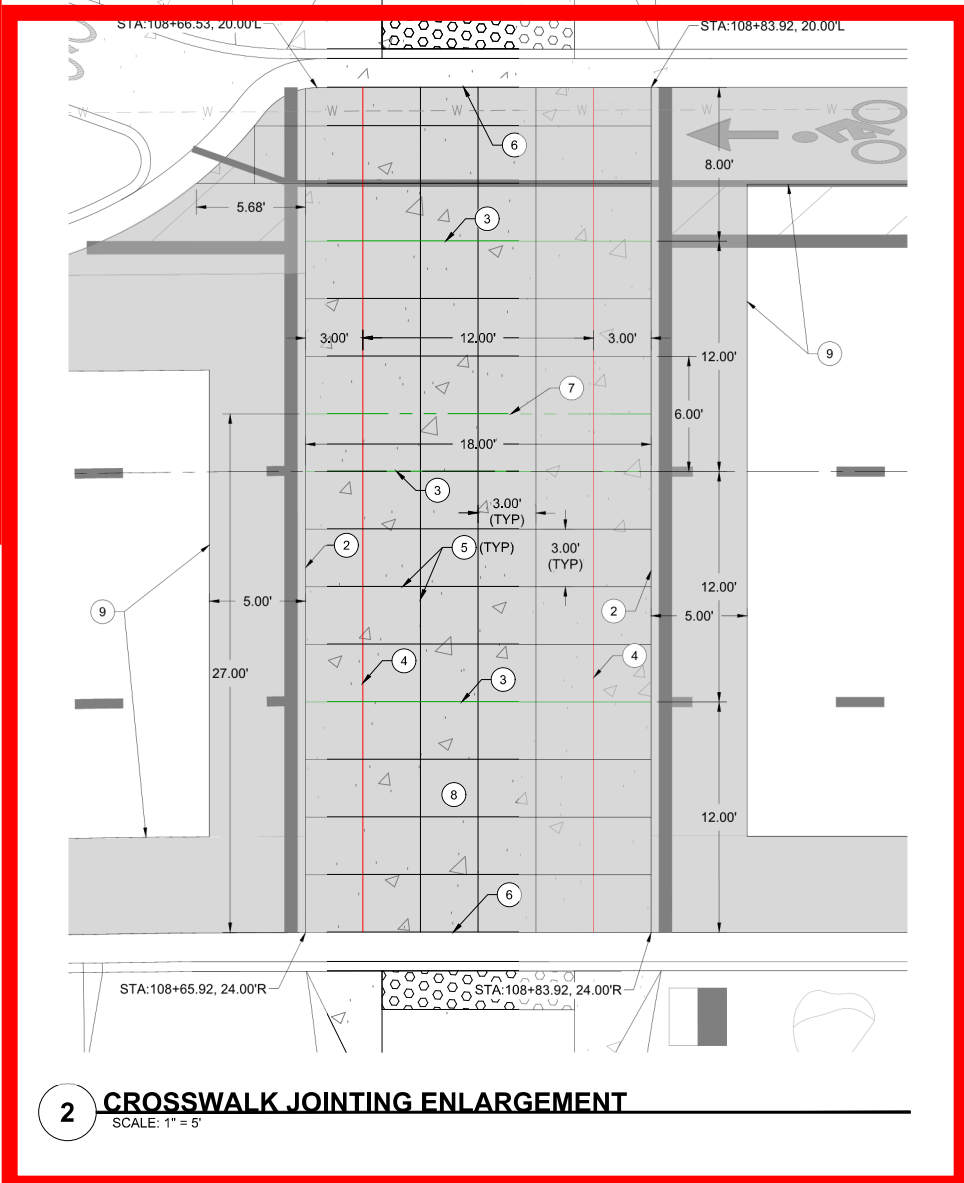 STA:108+66.53, 20.00'L
STA:108+83.92, 20.00'L
W W W W W W W
6
8.00'
5.68'
3
3.00' 12.00' 3.00'
12.00'
9
7
6.00'
18.00'
3
3.00'
(TYP)
2
5 (TYP)
3.00'
(TYP)
12.00'
9
5.00'
2
5.00'
27.00'
4
4
3
8
12.00'
6
STA:108+65.92, 24.00'R
STA:108+83.92, 24.00'R
2
CROSSWALK JOINTING ENLARGEMENT
SCALE: 1" = 5'